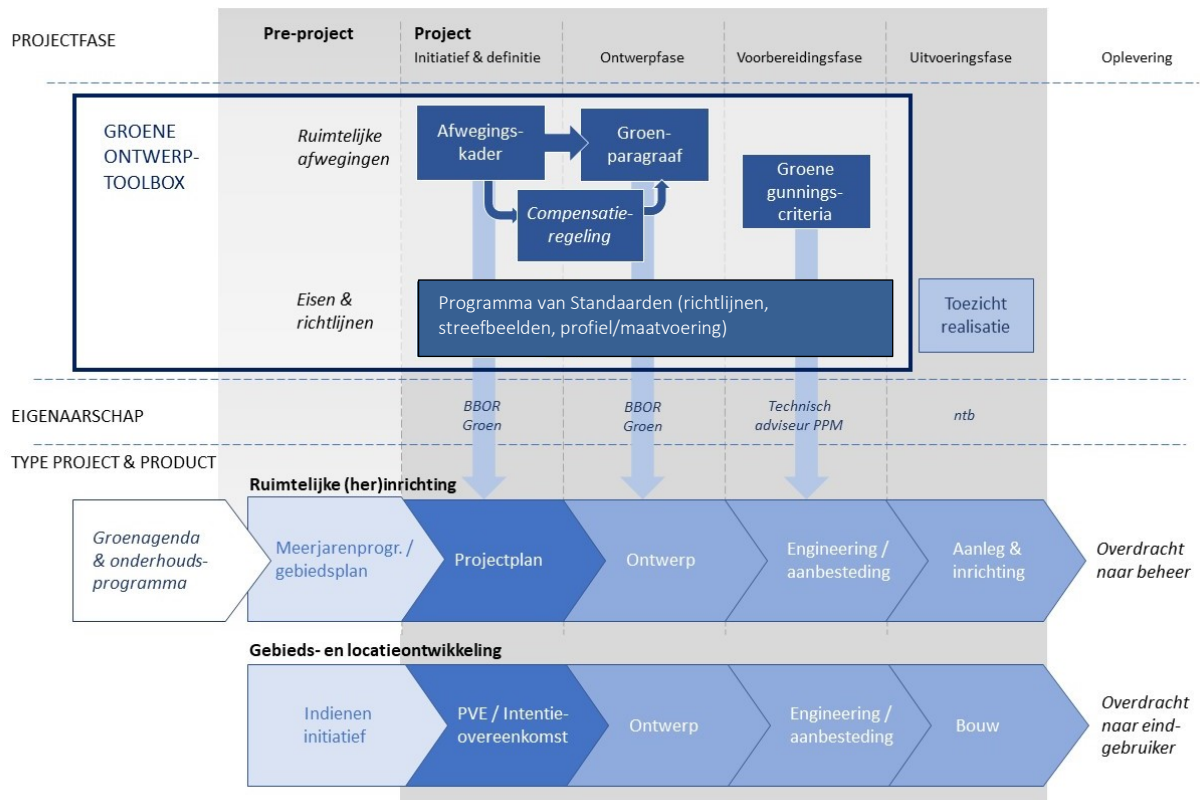 PROJECTFASE
Pre-project
Project
Initiatief & definitie
Ontwerpfase
Voorbereidingsfase
Uitvoeringsfase
Oplevering
GROENE
ONTWERP-
TOOLBOX
Ruimtelijke
afwegingen
Afwegings-
kader
Groen-
paragraaf
Compensatie-
regeling
Groene
gunnings-
criteria
Eisen &
richtlijnen
Programma van Standaarden (richtlijnen,
streefbeelden, profiel/maatvoering)
Toezicht
realisatie
EIGENAARSCHAP
BBOR
Groen
BBOR
Groen
Technisch
adviseur PPM
ntb
TYPE PROJECT & PRODUCT
Ruimtelijke (her)inrichting
Groenagenda
& onderhouds-
programma
Meerjarenprogr. /
gebiedsplan
Projectplan
Ontwerp
Engineering /
aanbesteding
Aanleg &
inrichting
Overdracht
naar beheer
Gebieds- en locatieontwikkeling
Indienen
initiatief
PVE / Intentie-
overeenkomst
Ontwerp
Engineering /
aanbesteding
Bouw
Overdracht
naar eind-
gebruiker